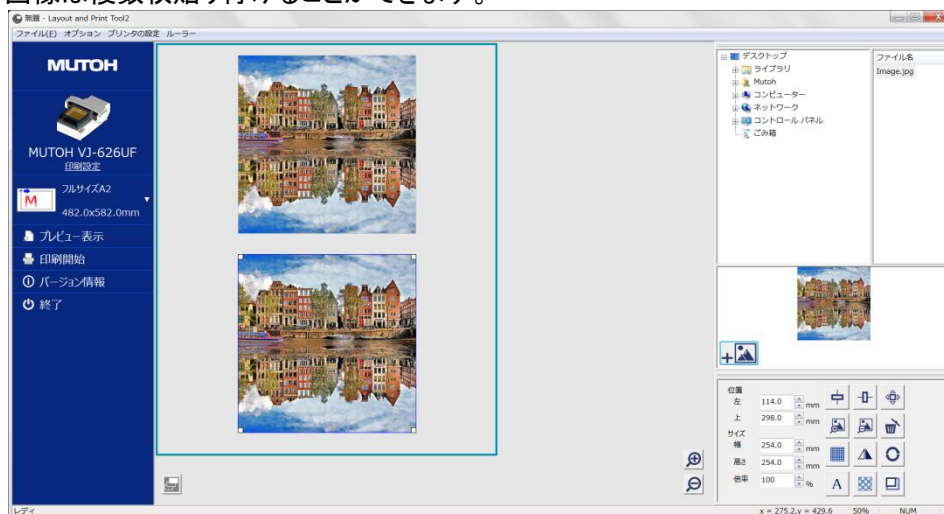 画像は複数枚貼り付けることができます。
無題 - Layout and Print Tool2
ファイル(F) オプション プリンタの設定 ルーラー
MUTOH
MUTOH VJ-626UF
印刷設定
M
フルサイズA2
482.0x582.0mm
プレビュー表示
印刷開始
バージョン情報
終了
デスクトップ
ライブラリ
Mutoh
コンピューター
ネットワーク
コントロール パネル
ごみ箱
ファイル名
Image.jpg
位置
左 114.0 mm
上 298.0 mm
サイズ
幅 254.0 mm
高さ 254.0 mm
倍率 100 %
A
レディ
x = 275.2,y = 429.6 50% NUM